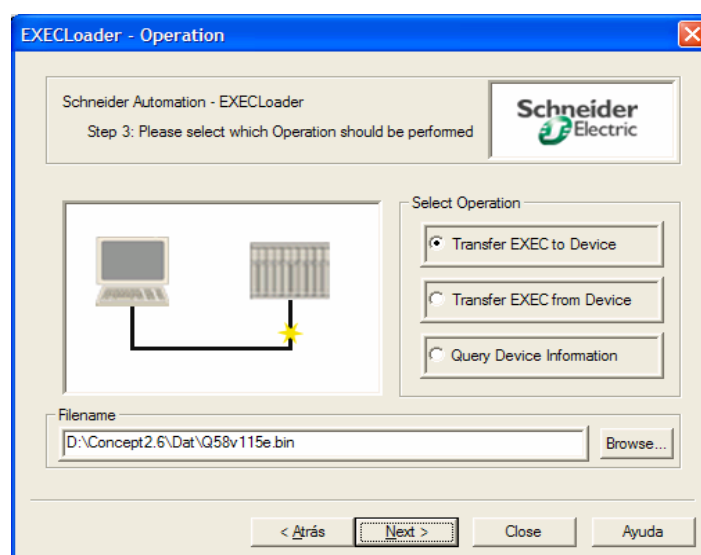 EXECLoader - Operation
Schneider Automation - EXECLoader
Step 3: Please select which Operation should be performed
Schneider
Electric
Select Operation
Transfer EXEC to Device
Transfer EXEC from Device
Query Device Information
Filename
D:\Concept2.6\Dat\Q58v115e.bin
Browse...
< Atrás
Next >
Close
Ayuda